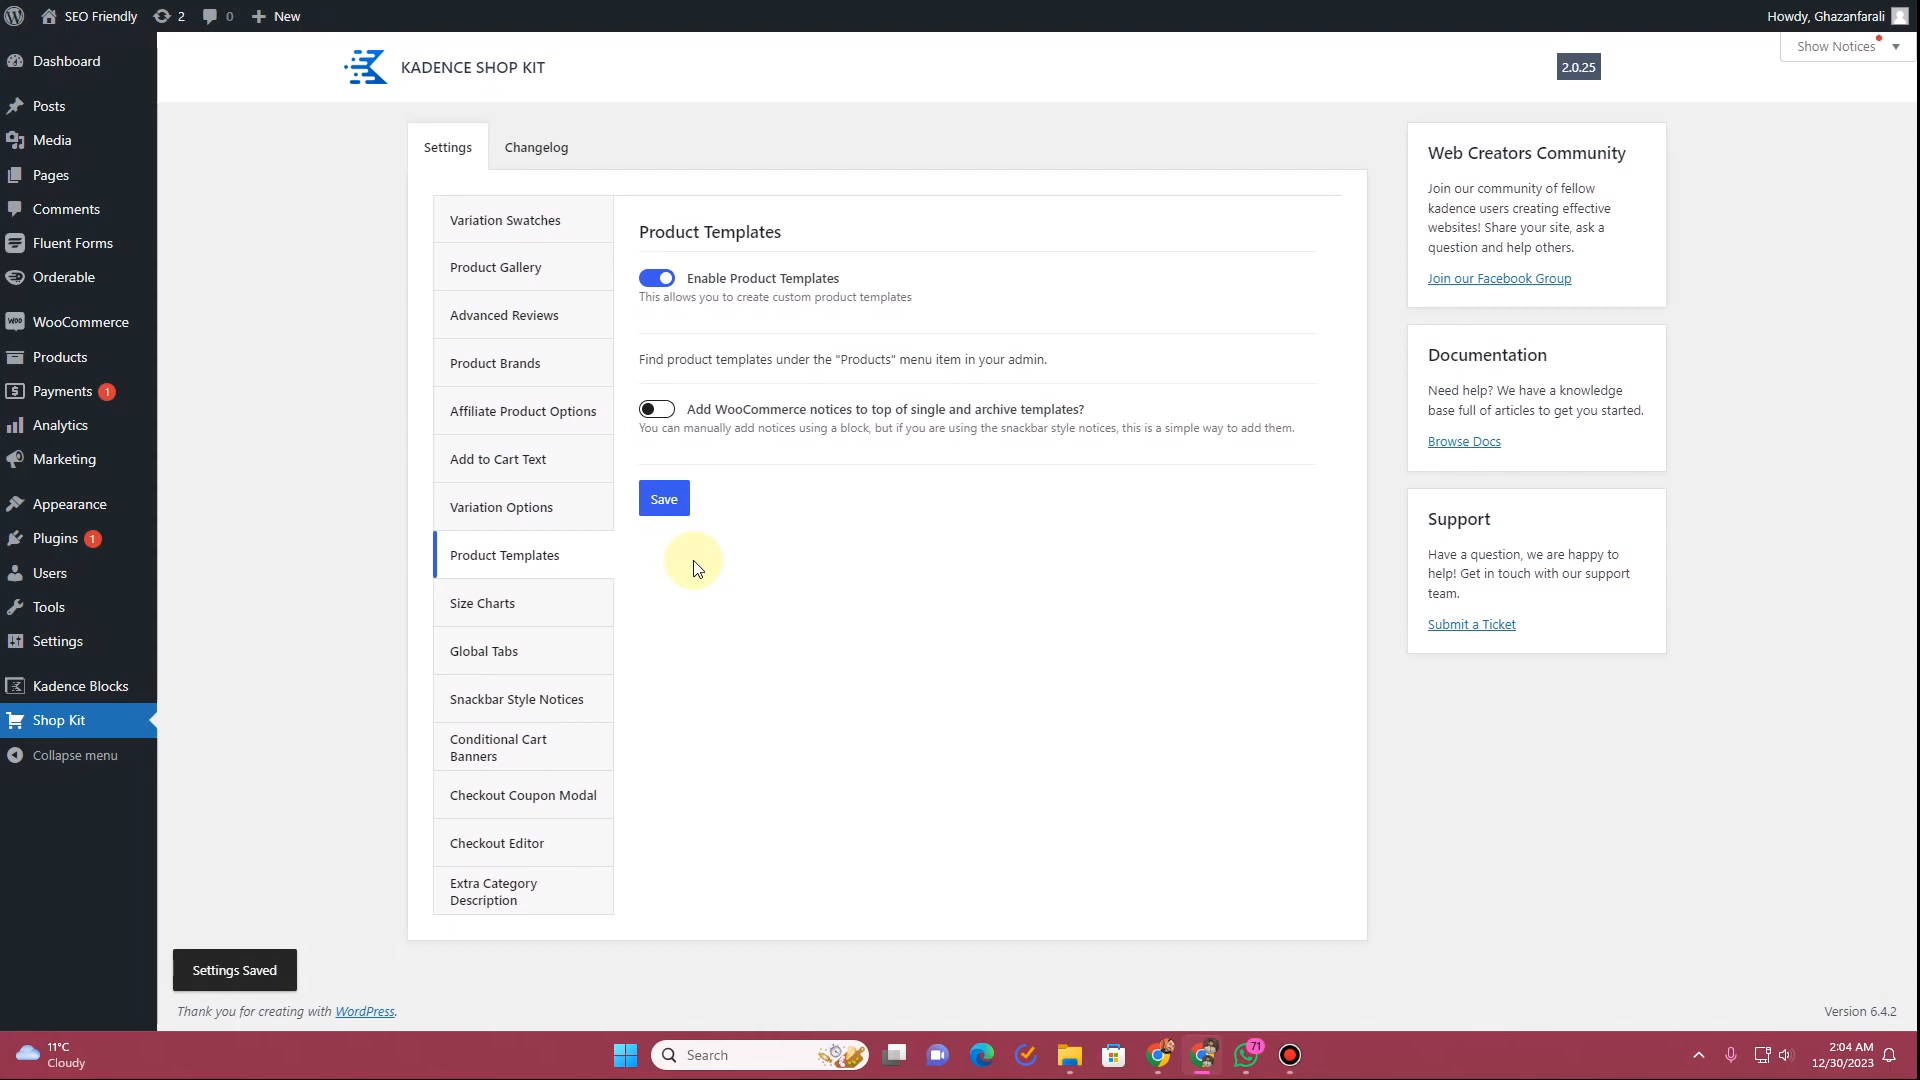 SEO Friendly
2
0
New
Howdy, Ghazanfarali
Dashboard
Posts
Media
Pages
Comments
Fluent Forms
Orderable
WooCommerce
Products
Payments 1
Analytics
Marketing
Appearance
Plugins 1
Users
Tools
Settings
Kadence Blocks
Shop Kit
Collapse menu
KADENCE SHOP KIT
2.0.25
Show Notices
Settings
Changelog
Variation Swatches
Product Gallery
Advanced Reviews
Product Brands
Affiliate Product Options
Add to Cart Text
Variation Options
Product Templates
Size Charts
Global Tabs
Snackbar Style Notices
Conditional Cart
Banners
Checkout Coupon Modal
Checkout Editor
Extra Category
Description
Product Templates
Enable Product Templates
This allows you to create custom product templates
Find product templates under the "Products" menu item in your admin.
Add WooCommerce notices to top of single and archive templates?
You can manually add notices using a block, but if you are using the snackbar style notices, this is a simple way to add them.
Save
Web Creators Community
Join our community of fellow
kadence users creating effective
websites! Share your site, ask a
question and help others.
Join our Facebook Group
Documentation
Need help? We have a knowledge
base full of articles to get you started.
Browse Docs
Support
Have a question, we are happy to
help! Get in touch with our support
team.
Submit a Ticket
Settings Saved
Thank you for creating with WordPress.
Version 6.4.2
11°C
Cloudy
Search
71
2:04 AM
12/30/2023